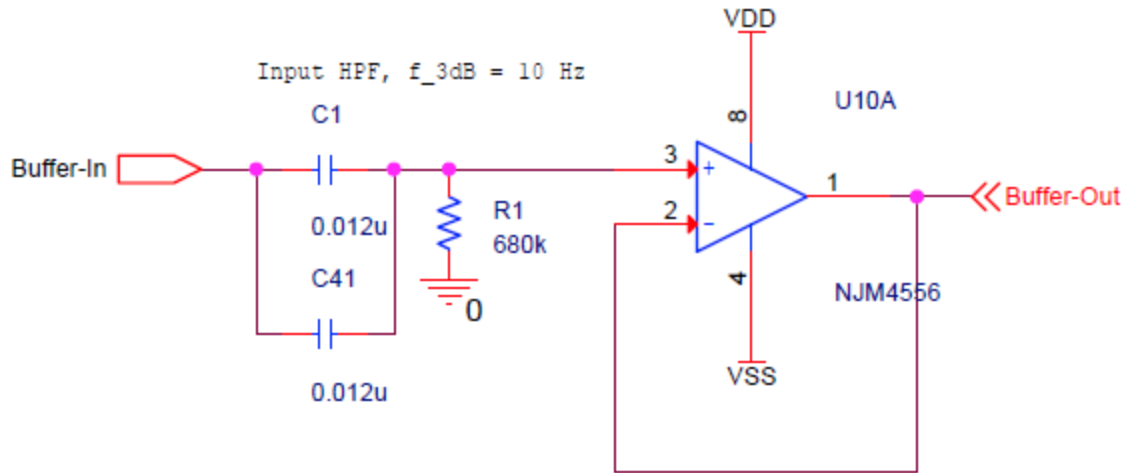 VDD
Input HPF, f_3dB = 10 Hz
U10A
C1
8
Buffer-In
3
+
1
R1
2
Buffer-Out
0.012u
680k
−
C41
4
NJM4556
0
VSS
0.012u